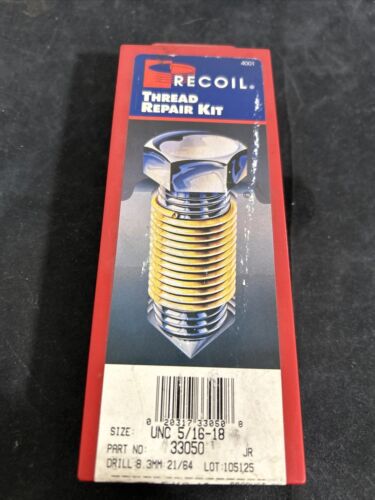 4001
RECOIL®
THREAD
REPAIR KIT
0 20317 33050 8
SIZE: UNC 5/16-18
PART NO: 33050 JR
DRILL 8.3MM:21/64 LOT:105125